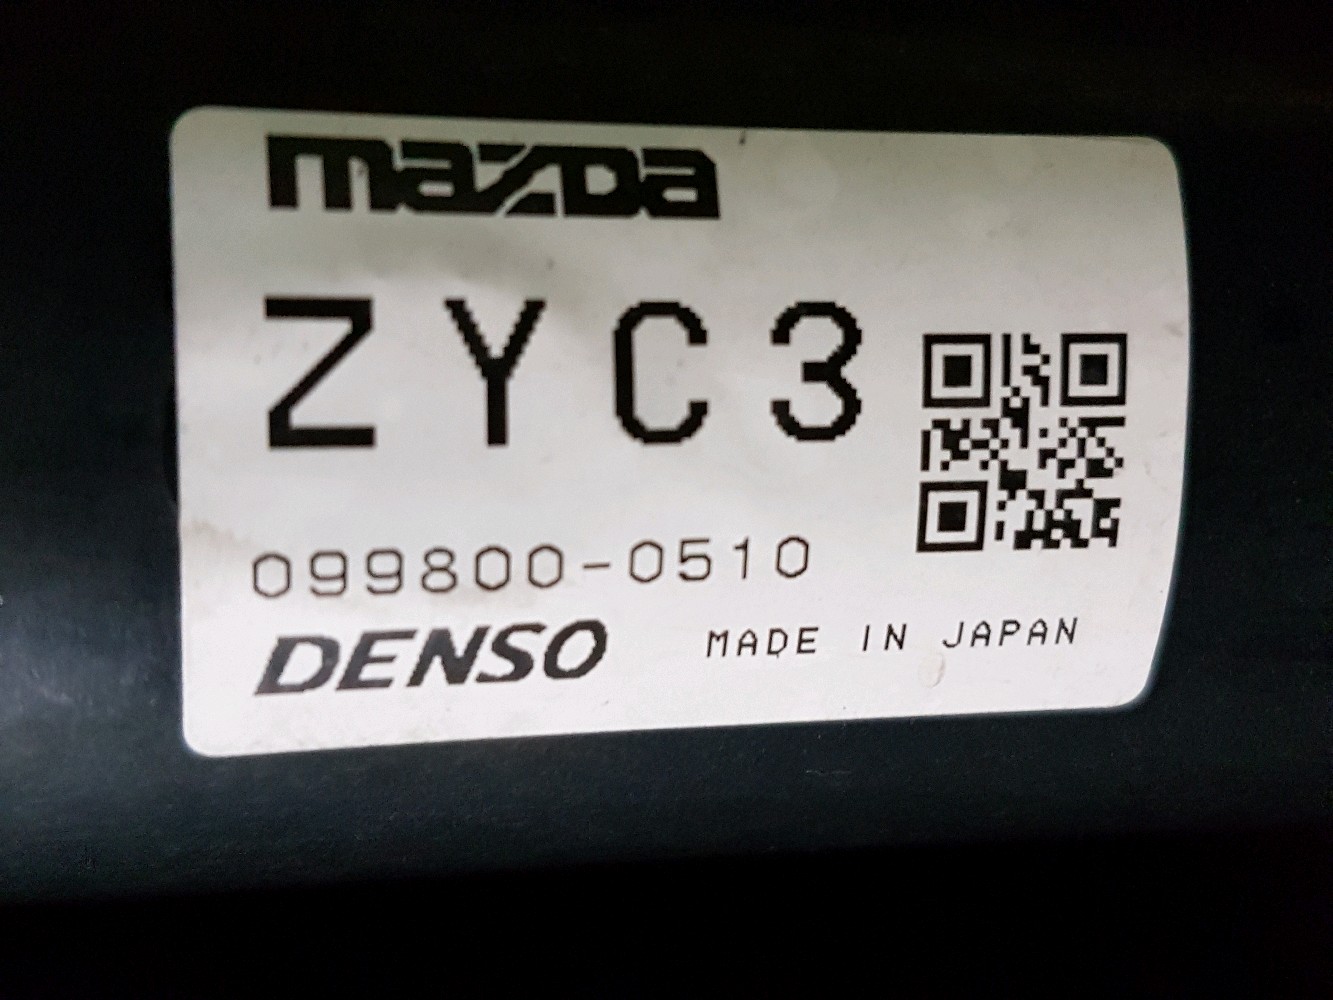 mazda
ZYC3
099800-0510
DENSO MADE IN JAPAN